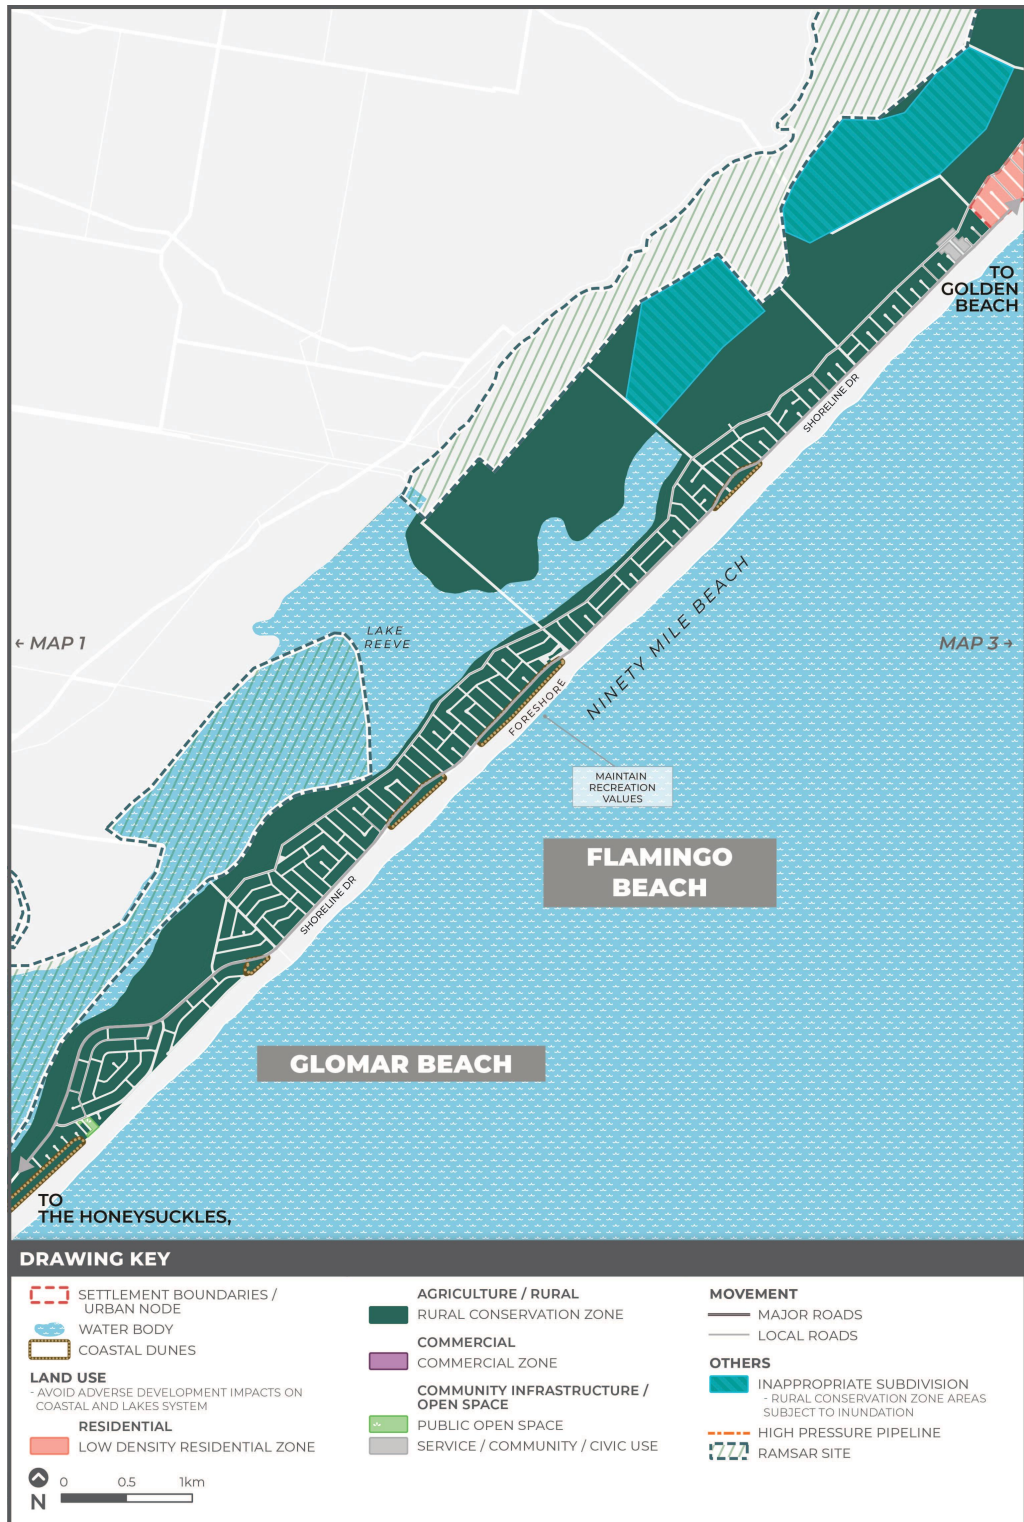 TO
GOLDEN
BEACH
SHORELINE DR
NINETY MILE BEACH
← MAP 1
LAKE
REEVE
MAP 3 →
FORESHORE
MAINTAIN
RECREATION
VALUES
FLAMINGO
BEACH
SHORELINE DR
GLOMAR BEACH
TO
THE HONEYSUCKLES,
DRAWING KEY
SETTLEMENT BOUNDARIES /
URBAN NODE
WATER BODY
COASTAL DUNES
LAND USE
- AVOID ADVERSE DEVELOPMENT IMPACTS ON
COASTAL AND LAKES SYSTEM
RESIDENTIAL
LOW DENSITY RESIDENTIAL ZONE
0 0.5 1km
N
AGRICULTURE / RURAL
RURAL CONSERVATION ZONE
COMMERCIAL
COMMERCIAL ZONE
COMMUNITY INFRASTRUCTURE /
OPEN SPACE
PUBLIC OPEN SPACE
SERVICE / COMMUNITY / CIVIC USE
MOVEMENT
MAJOR ROADS
LOCAL ROADS
OTHERS
INAPPROPRIATE SUBDIVISION
- RURAL CONSERVATION ZONE AREAS
SUBJECT TO INUNDATION
HIGH PRESSURE PIPELINE
RAMSAR SITE